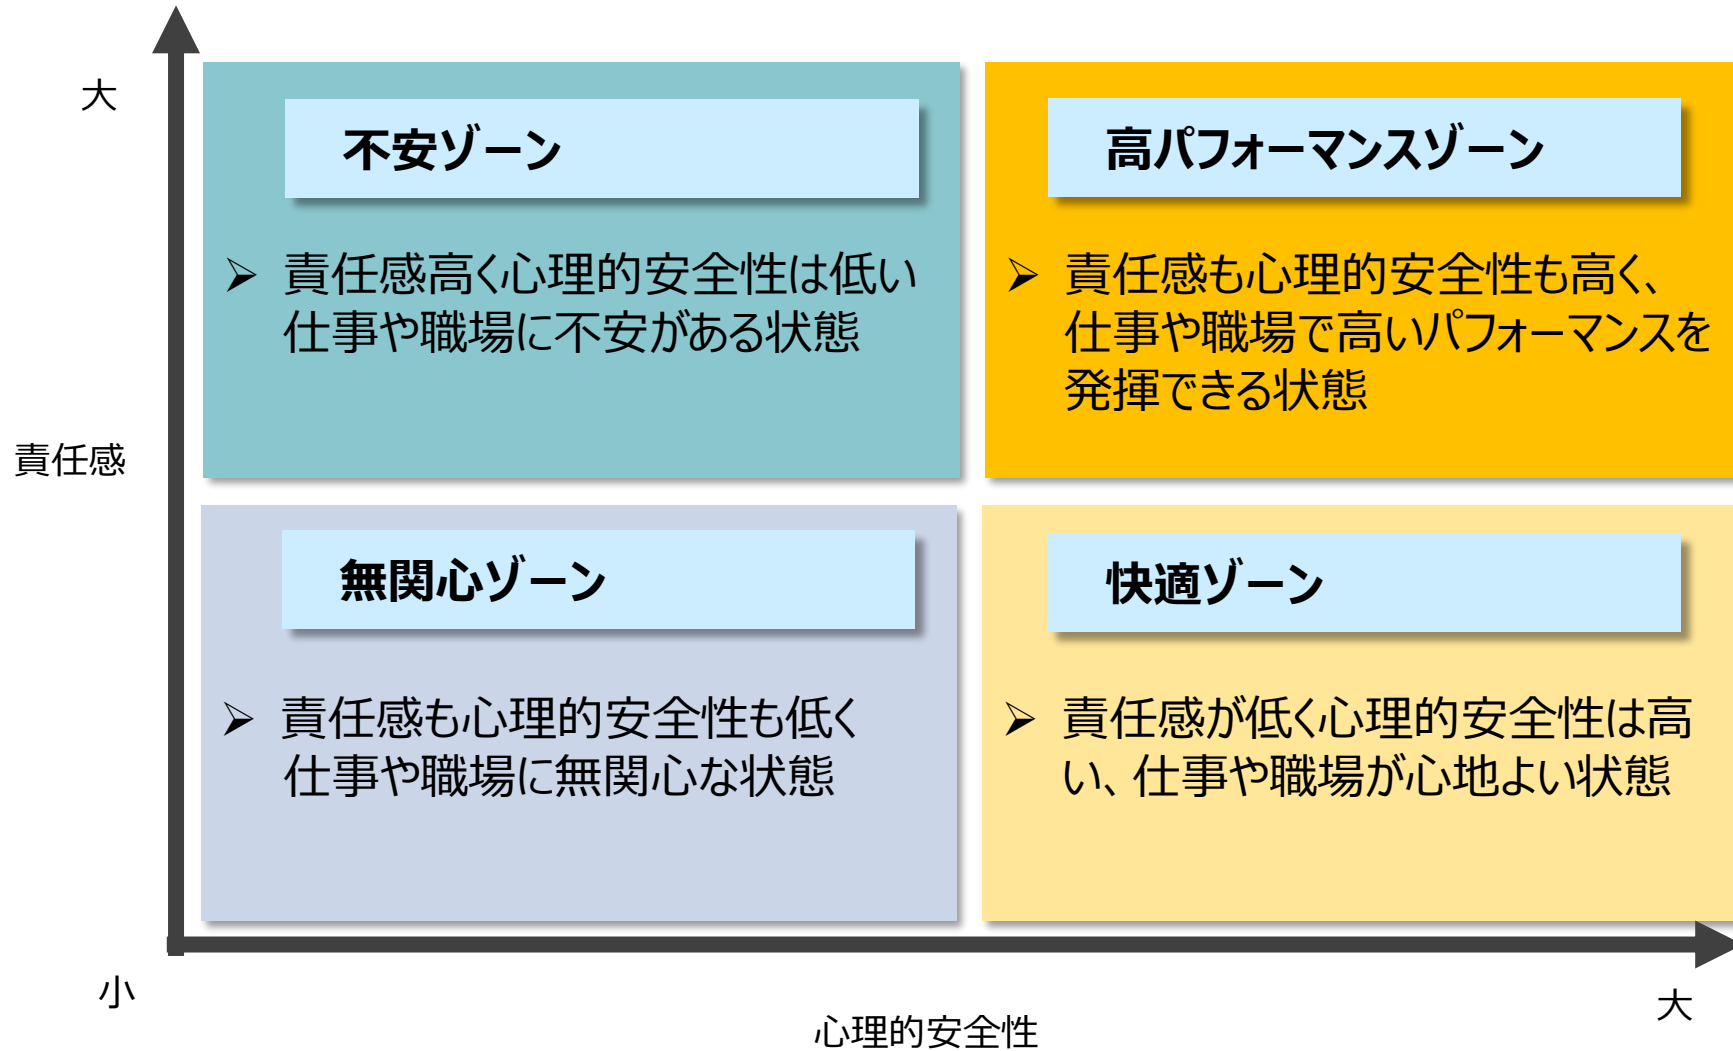 大
不安ゾーン
➢ 責任感高く心理的安全性は低い
仕事や職場に不安がある状態
高パフォーマンスゾーン
➢ 責任感も心理的安全性も高く、
仕事や職場で高いパフォーマンスを
発揮できる状態
責任感
無関心ゾーン
➢ 責任感も心理的安全性も低く
仕事や職場に無関心な状態
快適ゾーン
➢ 責任感が低く心理的安全性は高
い、仕事や職場が心地よい状態
小
心理的安全性
大